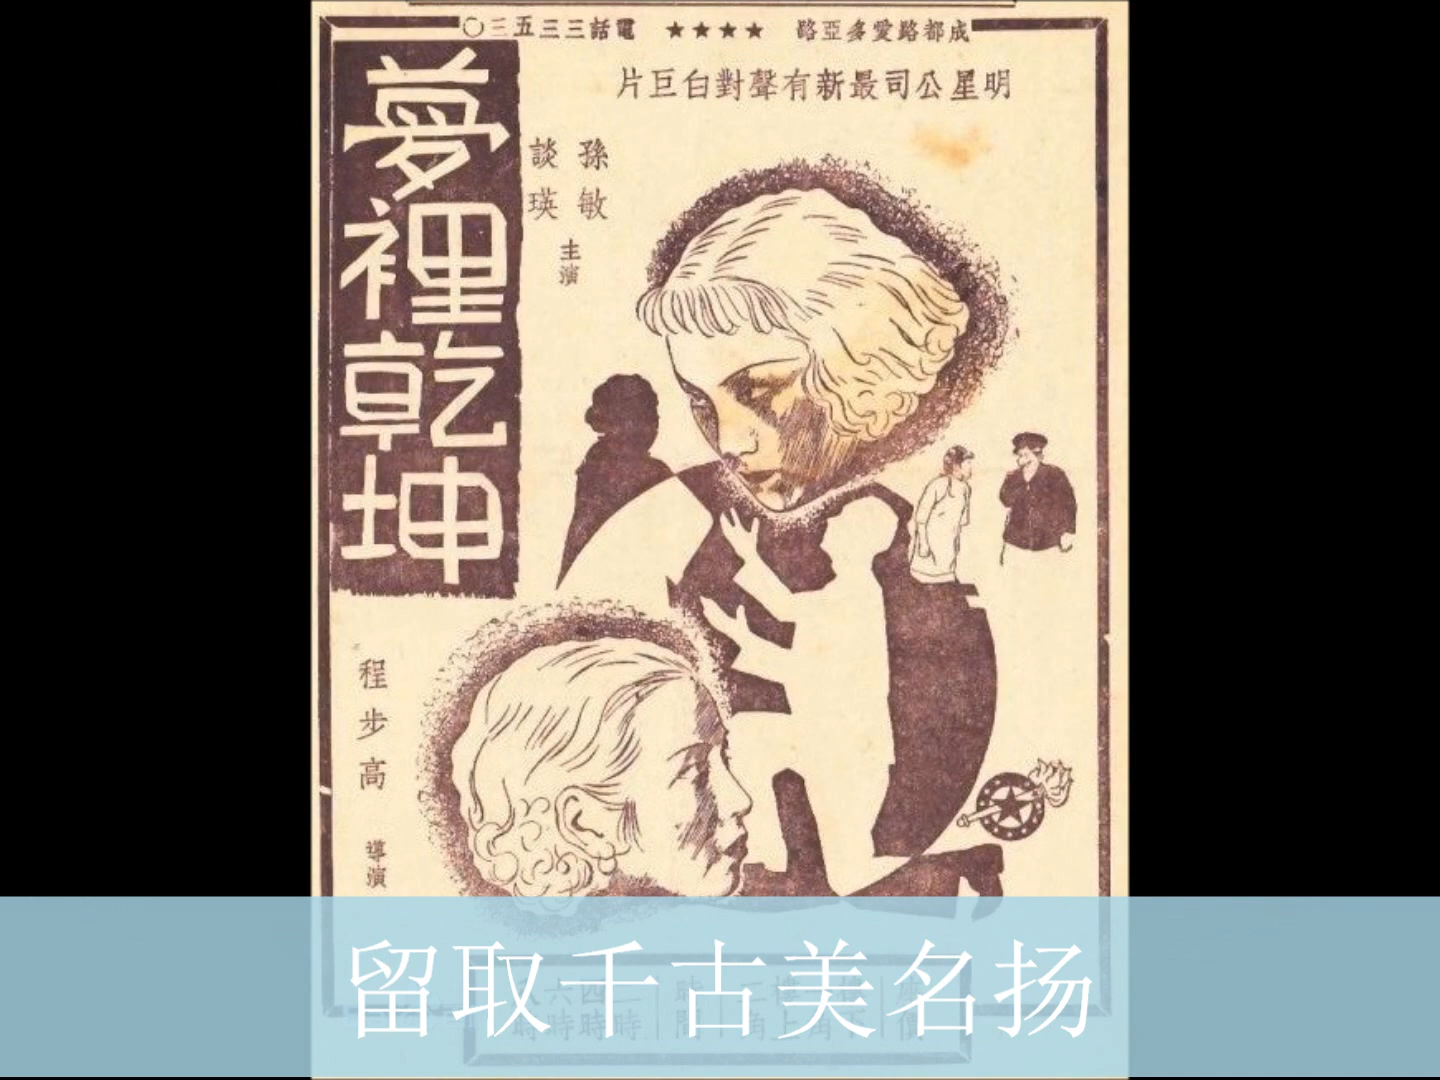 成都路愛多亞路 ★★★★ 電話三三五三〇
明星公司最新有聲對白巨片
夢裡乾坤
孫敏
談瑛
主演
程步高
導演
留取千古美名扬